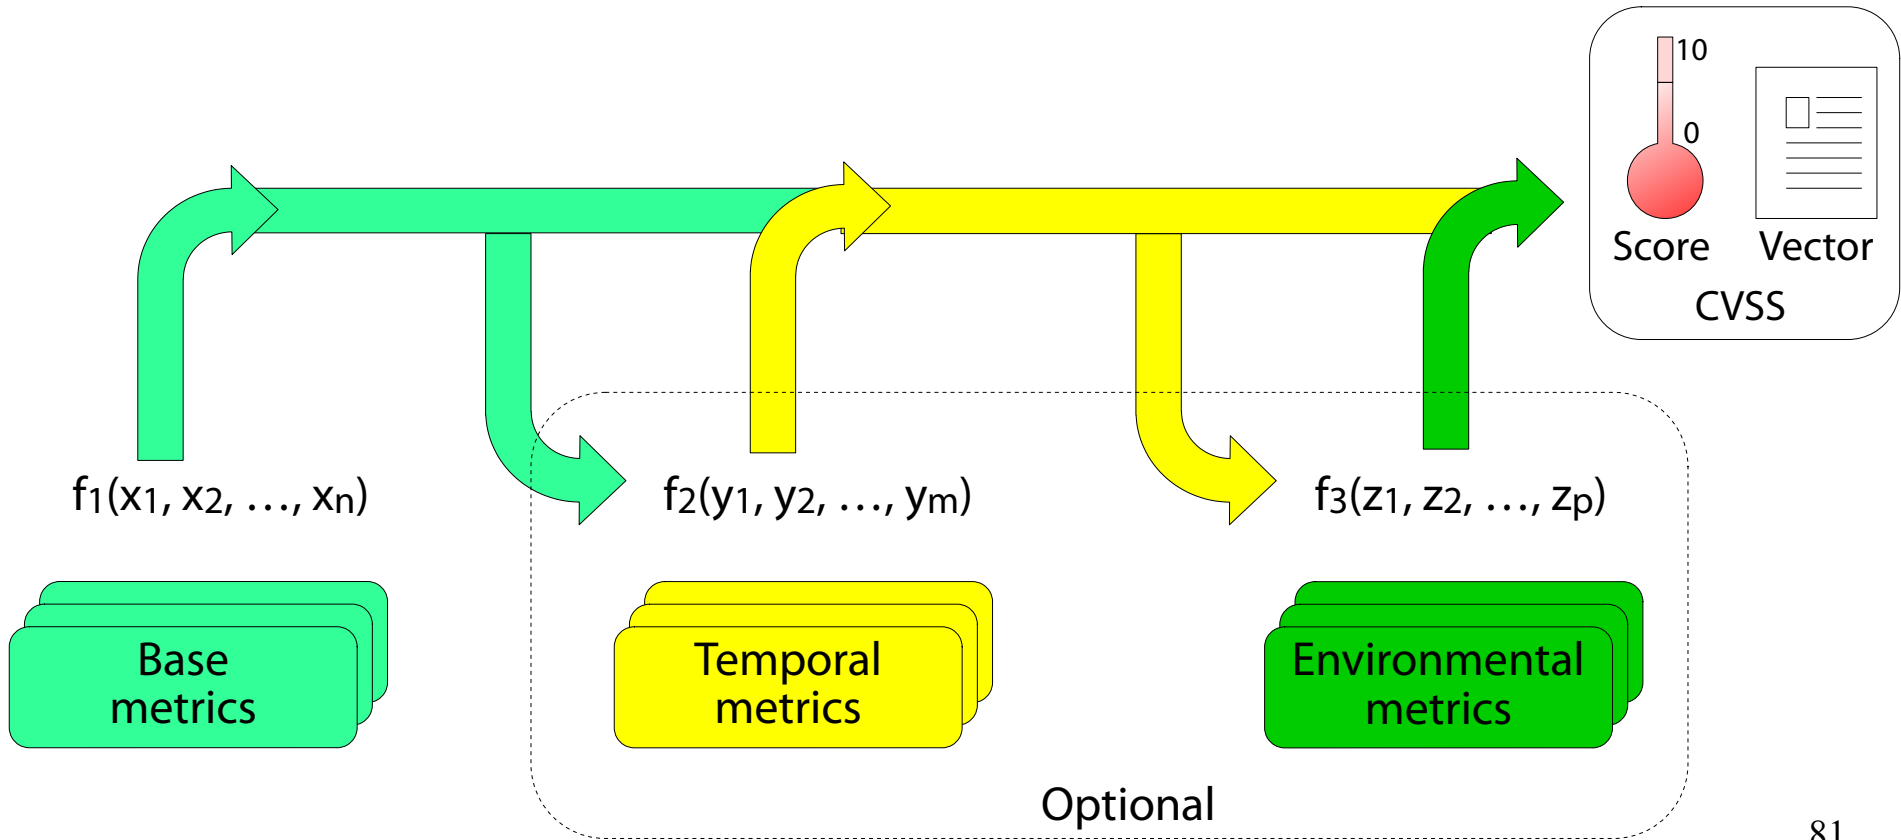 10
0
Score
Vector
CVSS
f1(x1, x2, …, xn)
f2(y1, y2, …, ym)
f3(z1, z2, …, zp)
Base
metrics
Temporal
metrics
Environmental
metrics
Optional
81